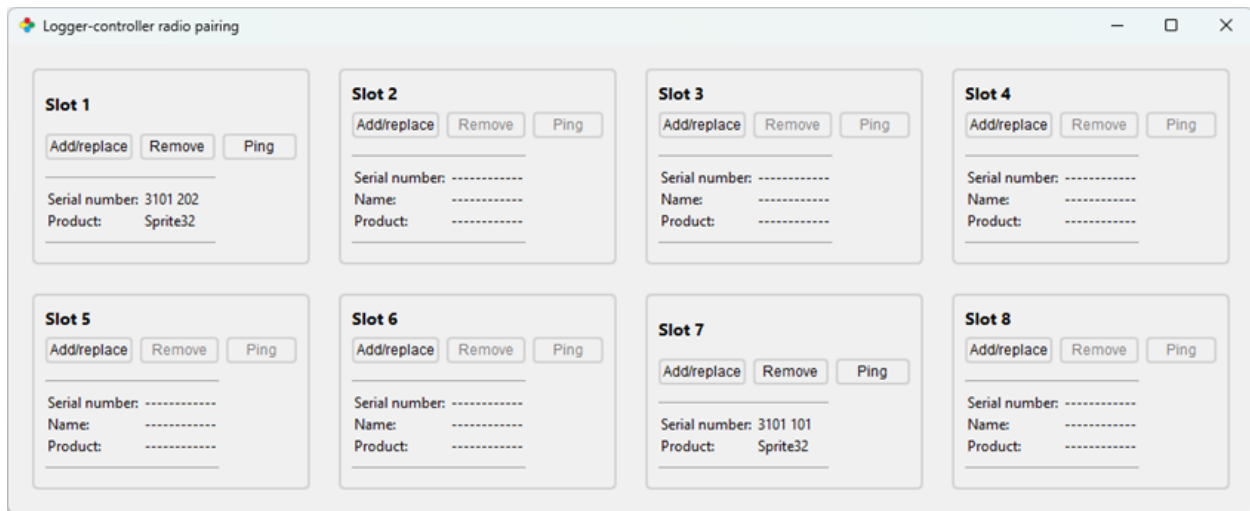 Logger-controller radio pairing
Slot 1
Add/replace Remove Ping
Serial number: 3101 202
Product: Sprite32
Slot 2
Add/replace Remove Ping
Serial number: ------------
Name: ------------
Product: ------------
Slot 3
Add/replace Remove Ping
Serial number: ------------
Name: ------------
Product: ------------
Slot 4
Add/replace Remove Ping
Serial number: ------------
Name: ------------
Product: ------------
Slot 5
Add/replace Remove Ping
Serial number: ------------
Name: ------------
Product: ------------
Slot 6
Add/replace Remove Ping
Serial number: ------------
Name: ------------
Product: ------------
Slot 7
Add/replace Remove Ping
Serial number: 3101 101
Product: Sprite32
Slot 8
Add/replace Remove Ping
Serial number: ------------
Name: ------------
Product: ------------